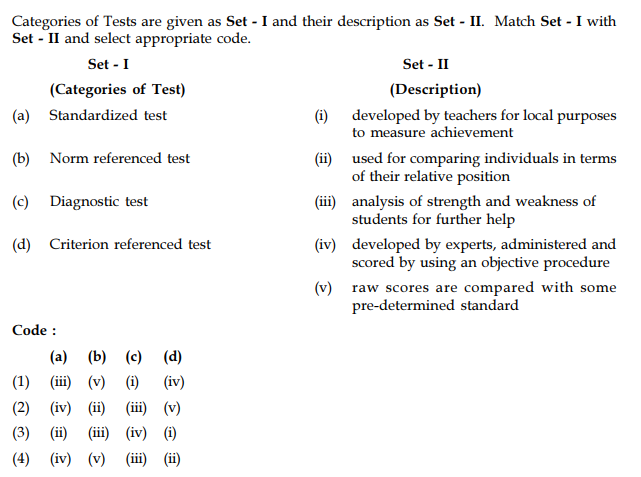 Categories of Tests are given as Set - I and their description as Set - II. Match Set - I with
Set - II and select appropriate code.
Set - I Set - II
(Categories of Test) (Description)
(a) Standardized test (i) developed by teachers for local purposes
to measure achievement
(b) Norm referenced test (ii) used for comparing individuals in terms
of their relative position
(c) Diagnostic test (iii) analysis of strength and weakness of
students for further help
(d) Criterion referenced test (iv) developed by experts, administered and
scored by using an objective procedure
(v) raw scores are compared with some
pre-determined standard
Code :
(a) (b) (c) (d)
(1) (iii) (v) (i) (iv)
(2) (iv) (ii) (iii) (v)
(3) (ii) (iii) (iv) (i)
(4) (iv) (v) (iii) (ii)